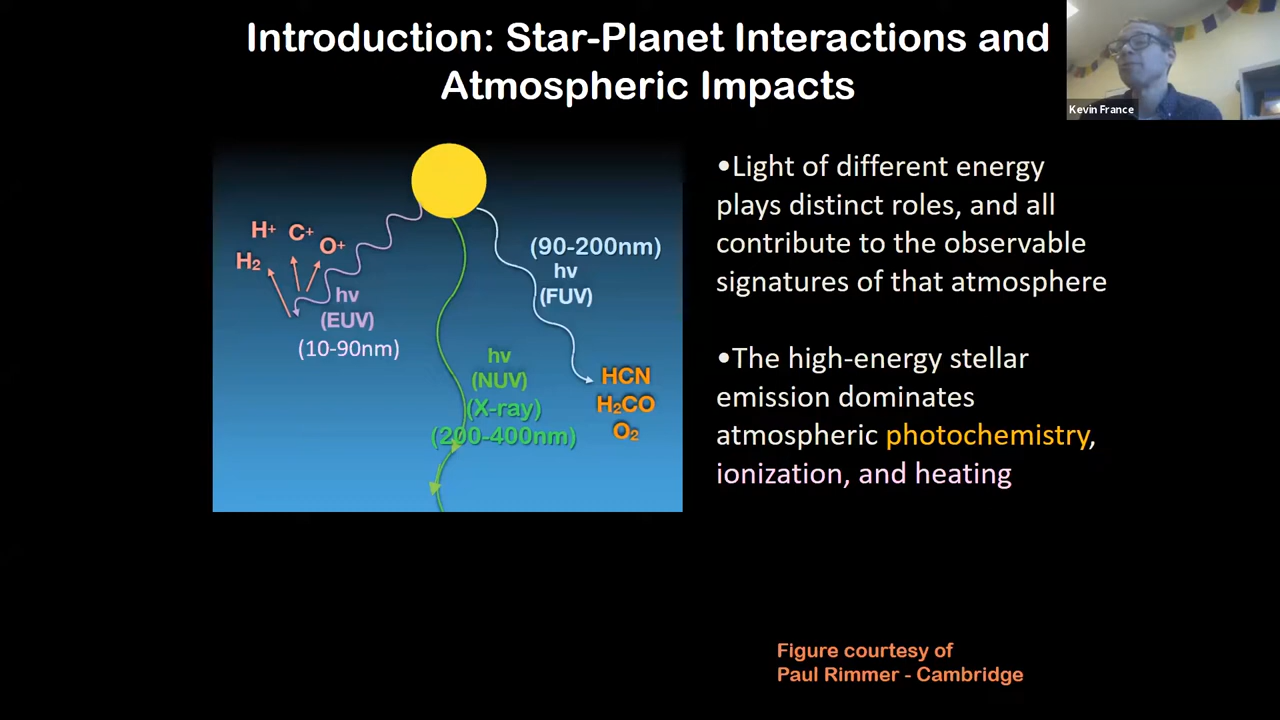 Introduction: Star-Planet Interactions and
Atmospheric Impacts
Kevin France
H+ C+ O+
H2
hν
(EUV)
(10-90nm)
hν
(NUV)
(X-ray)
(200-400nm)
(90-200nm)
hν
(FUV)
HCN
H2CO
O2
•Light of different energy
plays distinct roles, and all
contribute to the observable
signatures of that atmosphere
•The high-energy stellar
emission dominates
atmospheric photochemistry,
ionization, and heating
Figure courtesy of
Paul Rimmer - Cambridge